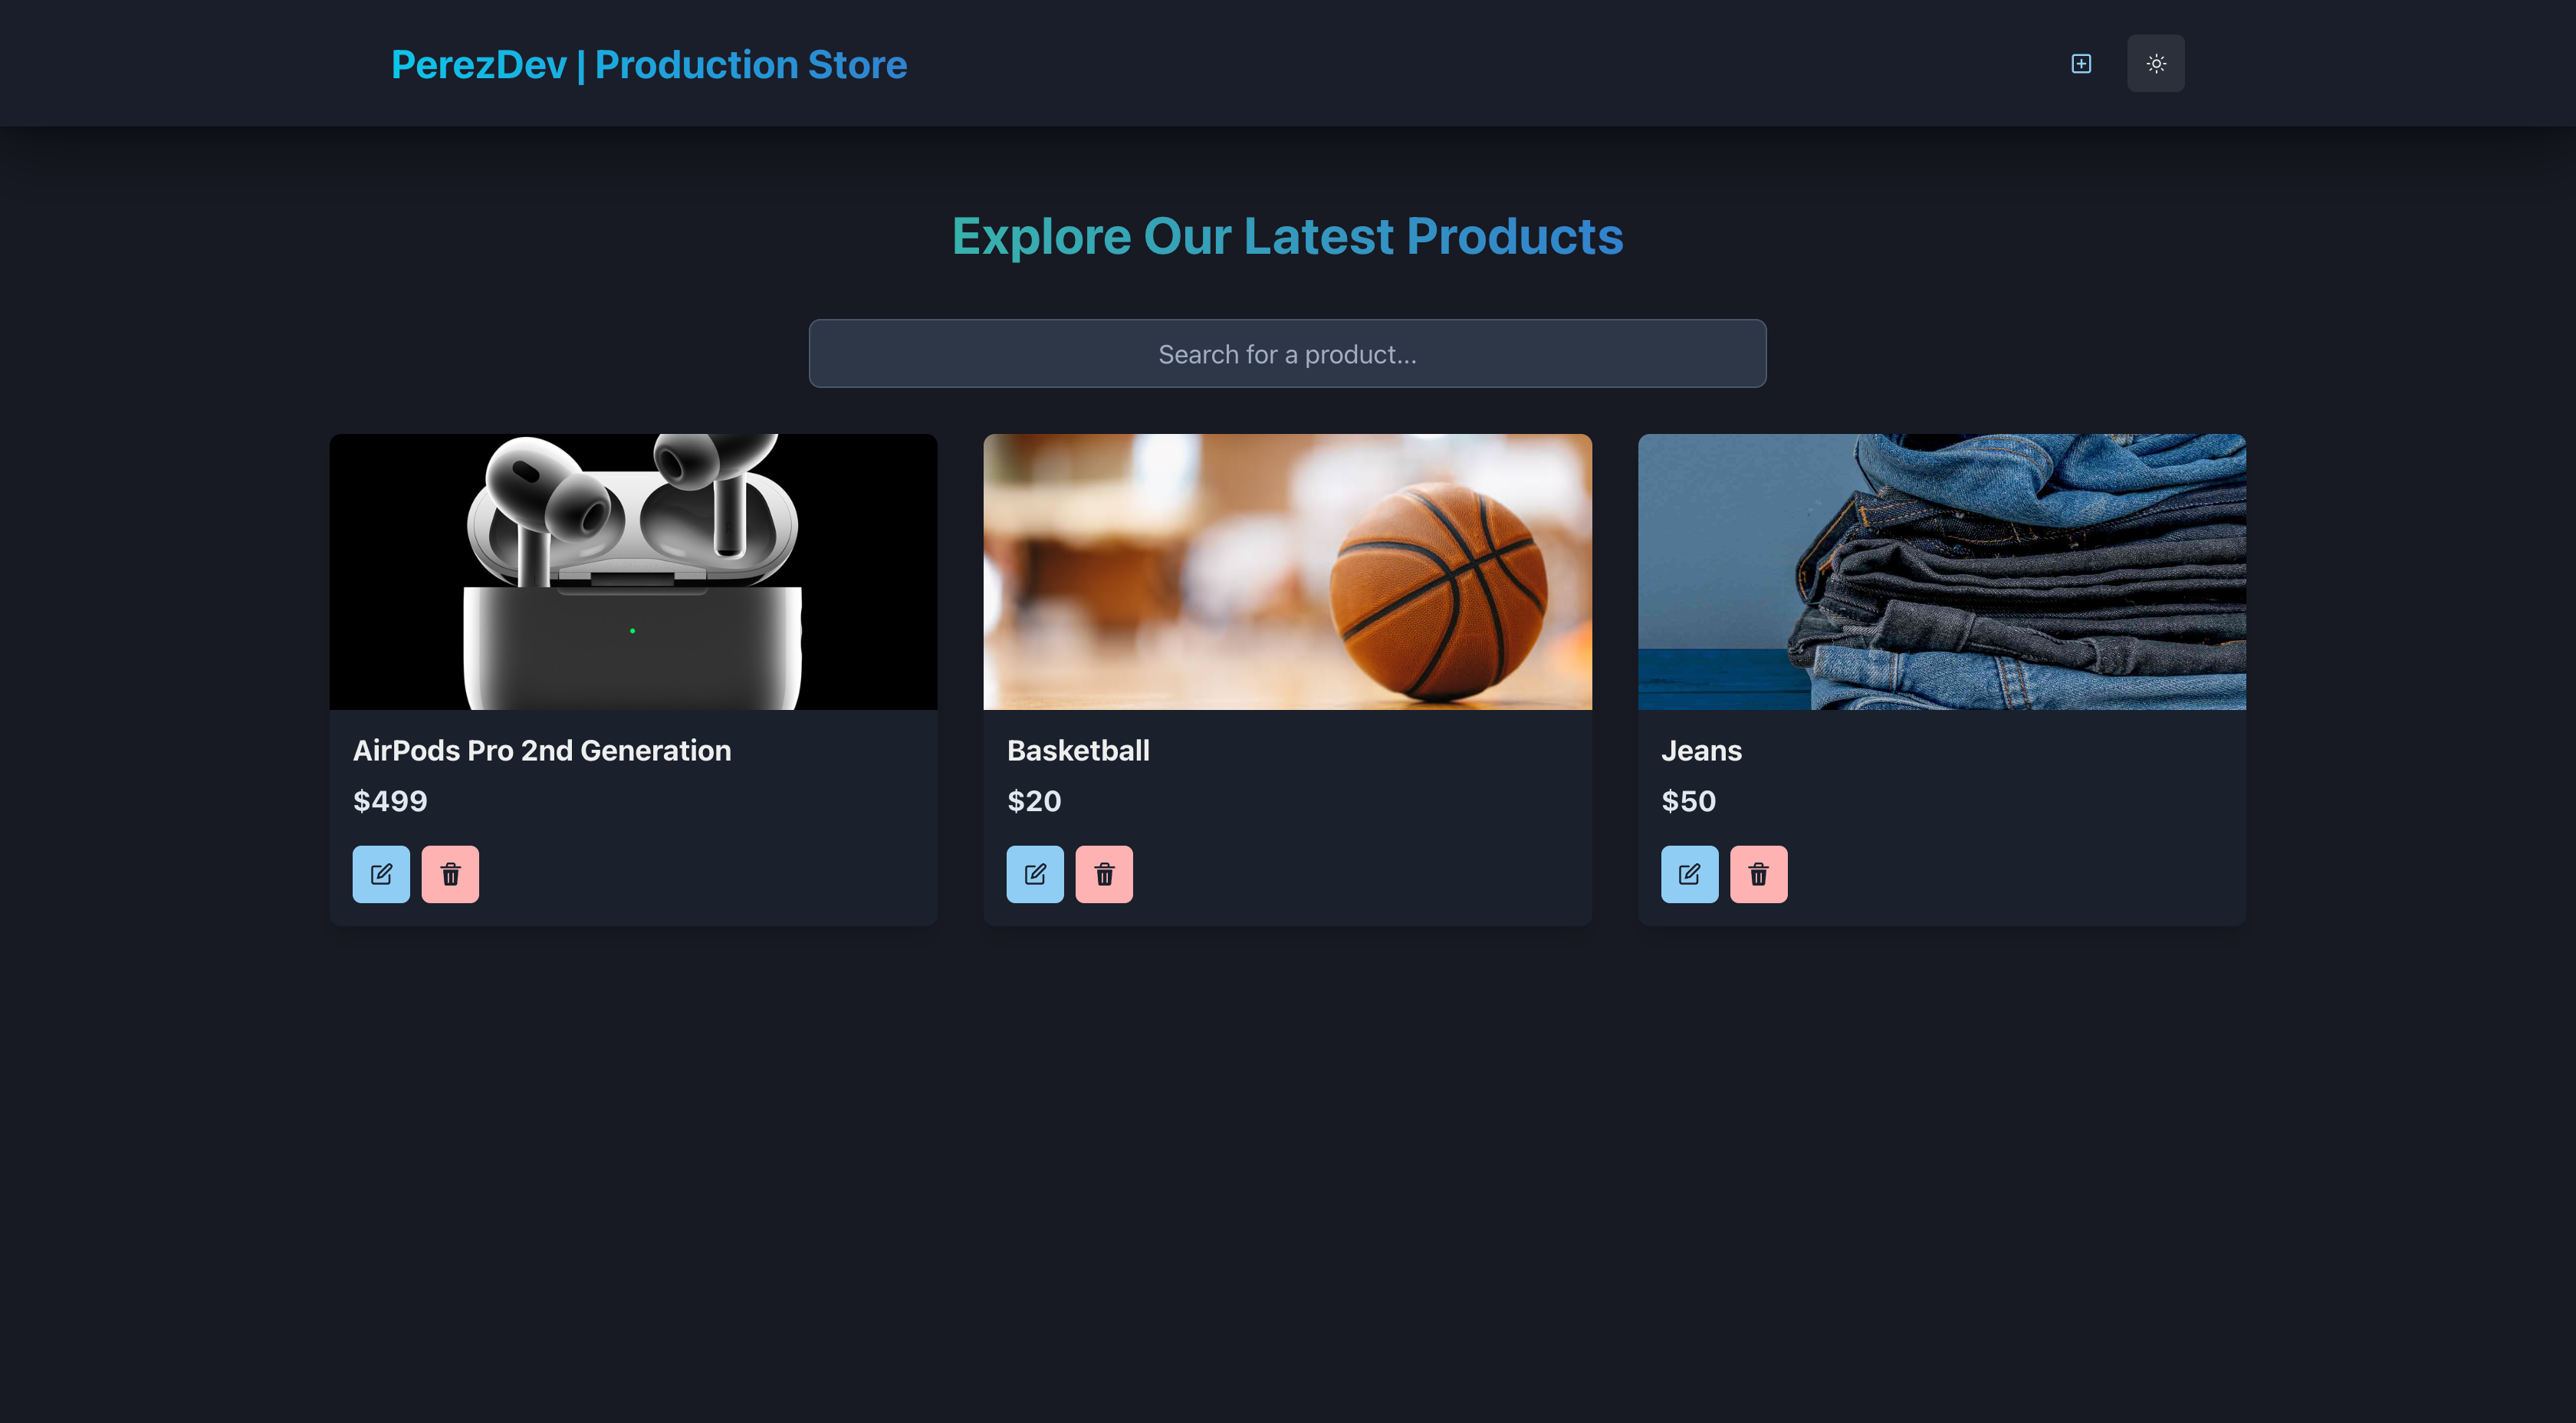 PerezDev | Production Store
Explore Our Latest Products
Search for a product...
AirPods Pro 2nd Generation
$499
Basketball
$20
Jeans
$50